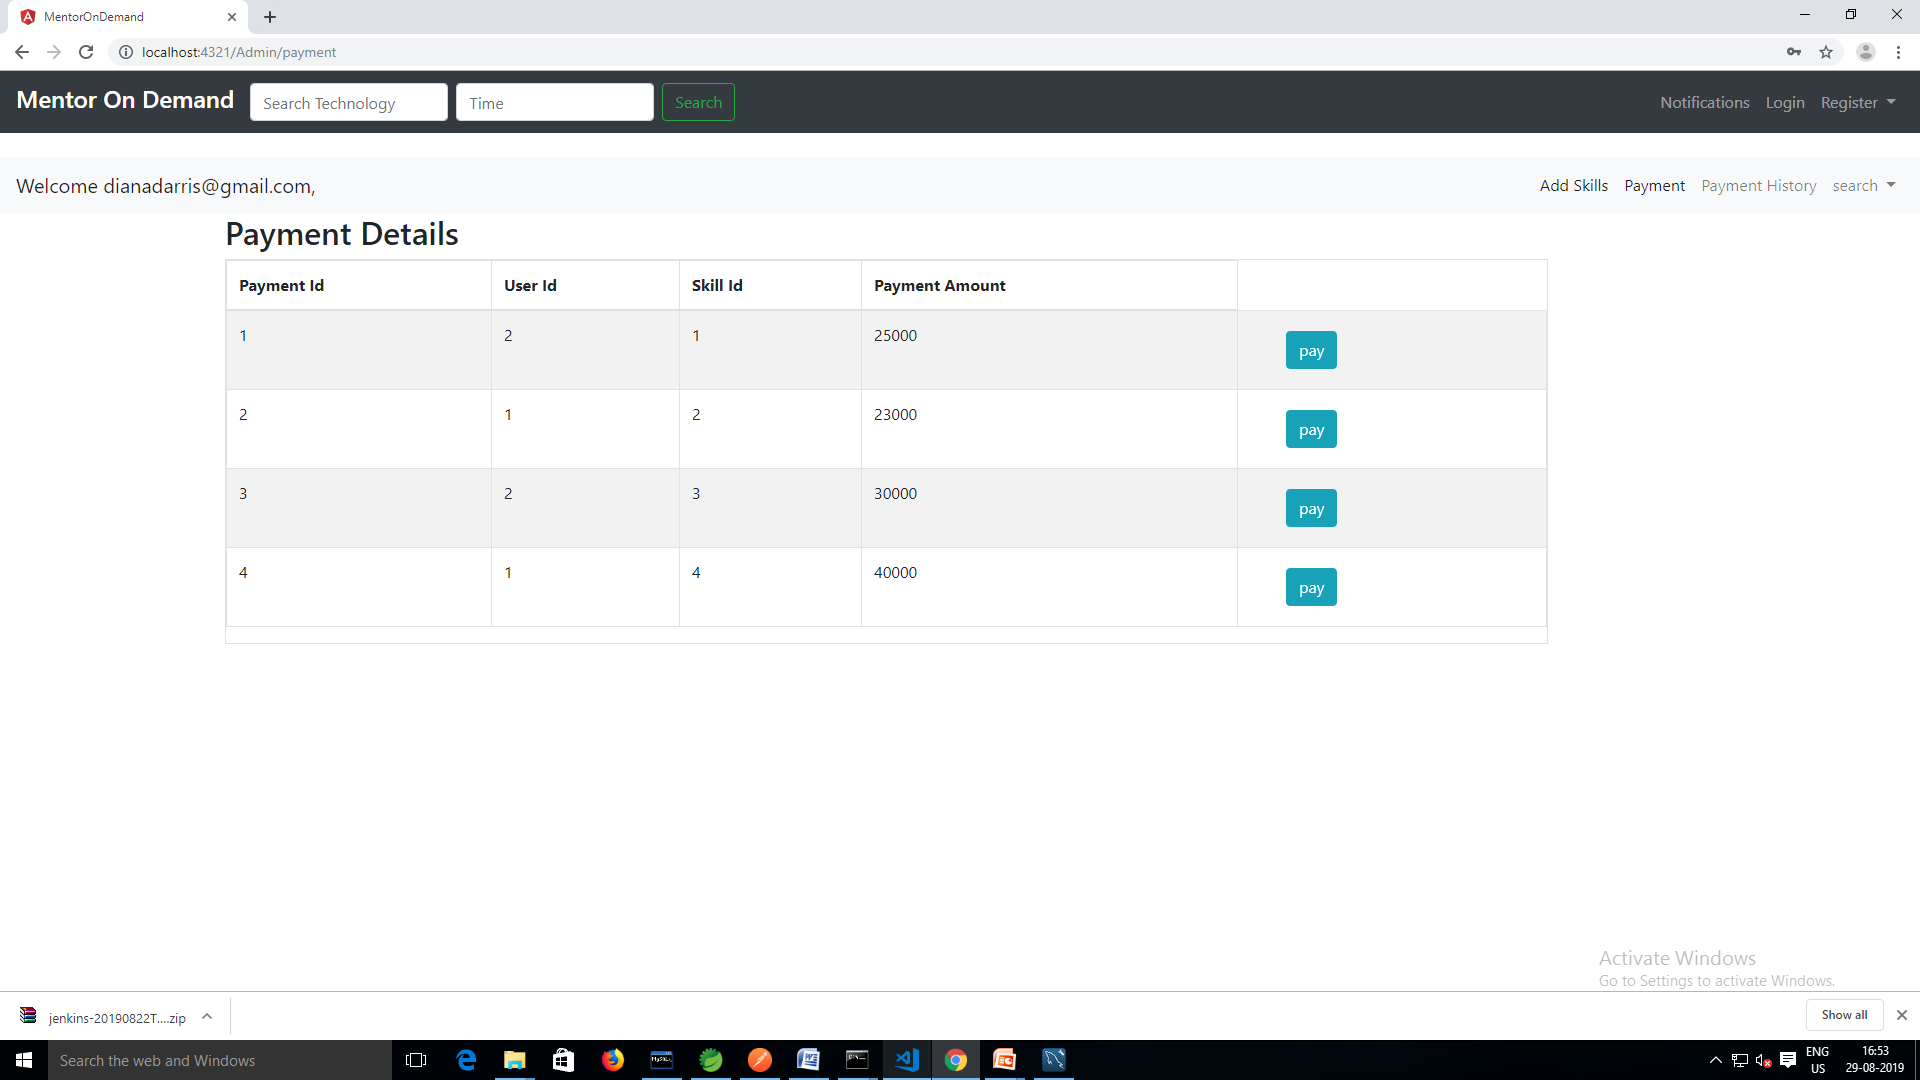 MentorOnDemand
localhost:4321/Admin/payment
Mentor On Demand Search Technology Time Search Notifications Login Register
Welcome dianadarris@gmail.com, Add Skills Payment Payment History search
Payment Details
Payment Id User Id Skill Id Payment Amount
1 2 1 25000 pay
2 1 2 23000 pay
3 2 3 30000 pay
4 1 4 40000 pay
Activate Windows
Go to Settings to activate Windows.
jenkins-20190822T....zip Show all
Search the web and Windows
ENG 16:53
US 29-08-2019